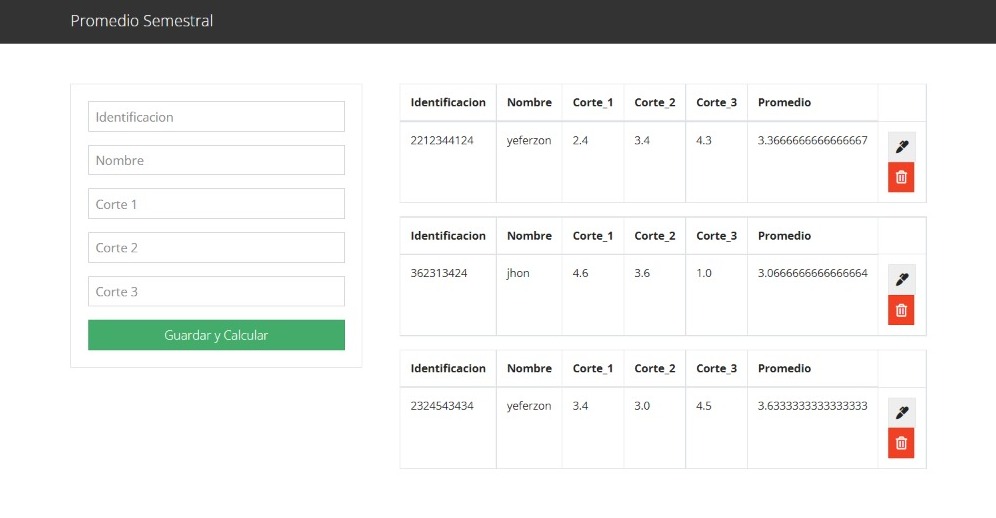 Promedio Semestral
Identificacion
Nombre
Corte 1
Corte 2
Corte 3
Guardar y Calcular
Identificacion Nombre Corte_1 Corte_2 Corte_3 Promedio
2212344124 yeferzon 2.4 3.4 4.3 3.3666666666666667
Identificacion Nombre Corte_1 Corte_2 Corte_3 Promedio
362313424 jhon 4.6 3.6 1.0 3.0666666666666664
Identificacion Nombre Corte_1 Corte_2 Corte_3 Promedio
2324543434 yeferzon 3.4 3.0 4.5 3.6333333333333333